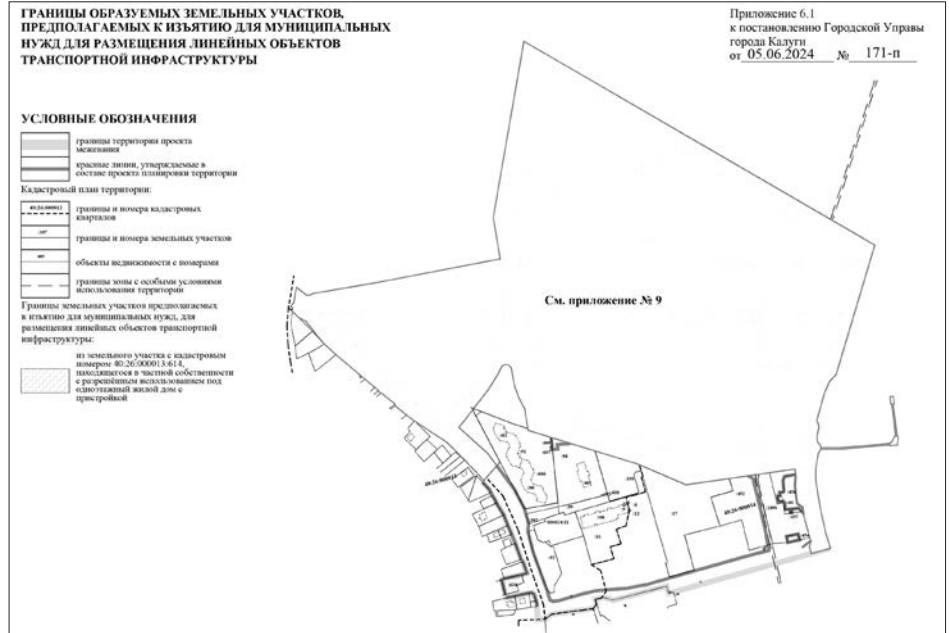 ГРАНИЦЫ ОБРАЗУЕМЫХ ЗЕМЕЛЬНЫХ УЧАСТКОВ,
ПРЕДПОЛАГАЕМЫХ К ИЗЪЯТИЮ ДЛЯ МУНИЦИПАЛЬНЫХ
НУЖД ДЛЯ РАЗМЕЩЕНИЯ ЛИНЕЙНЫХ ОБЪЕКТОВ
ТРАНСПОРТНОЙ ИНФРАСТРУКТУРЫ
Приложение 6.1
к постановлению Городской Управы
города Калуги
от 05.06.2024 № 171-п
УСЛОВНЫЕ ОБОЗНАЧЕНИЯ
границы территории проекта
межевания
красные линии, утверждаемые в
составе проекта планировки территории
Кадастровый план территории:
границы и номера кадастровых
кварталов
границы и номера земельных участков
объекты недвижимости с номерами
границы зоны с особыми условиями
использования территории
Границы земельных участков предполагаемых
к изъятию для муниципальных нужд, для
размещения линейных объектов транспортной
инфраструктуры:
из земельного участка с кадастровым
номером 40:26:000013:614,
находящегося в частной собственности
с разрешённым использованием под
одноэтажный жилой дом с
пристройкой
См. приложение № 9